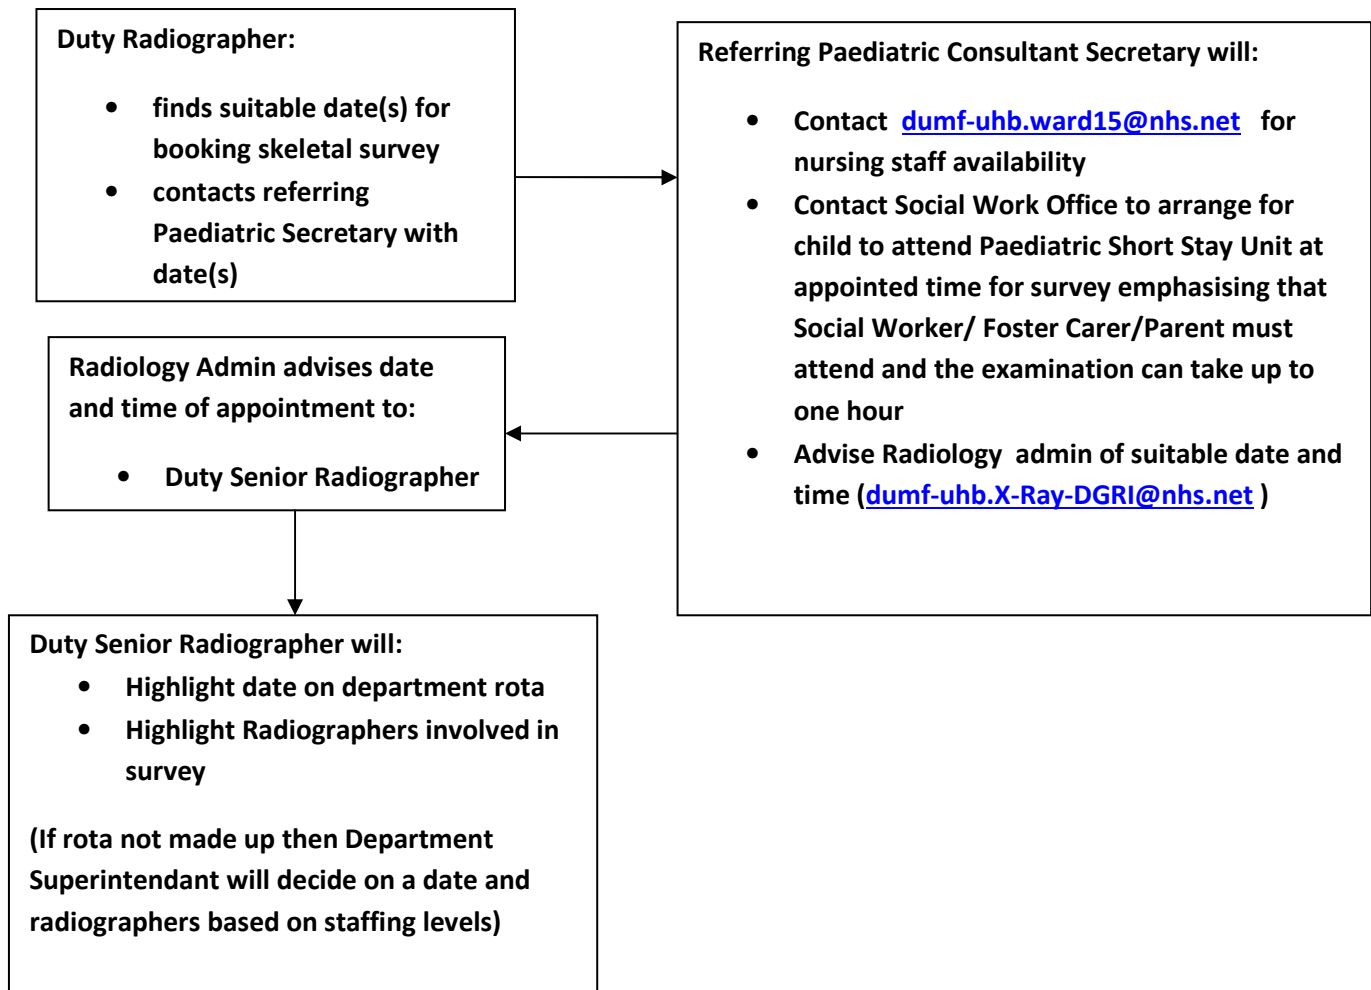 Duty Radiographer:
• finds suitable date(s) for
booking skeletal survey
• contacts referring
Paediatric Secretary with
date(s)
Referring Paediatric Consultant Secretary will:
• Contact dumf-uhb.ward15@nhs.net for
nursing staff availability
• Contact Social Work Office to arrange for
child to attend Paediatric Short Stay Unit at
appointed time for survey emphasising that
Social Worker/ Foster Carer/Parent must
attend and the examination can take up to
one hour
• Advise Radiology admin of suitable date and
time (dumf-uhb.X-Ray-DGRI@nhs.net )
Radiology Admin advises date
and time of appointment to:
• Duty Senior Radiographer
Duty Senior Radiographer will:
• Highlight date on department rota
• Highlight Radiographers involved in
survey
(If rota not made up then Department
Superintendant will decide on a date and
radiographers based on staffing levels)